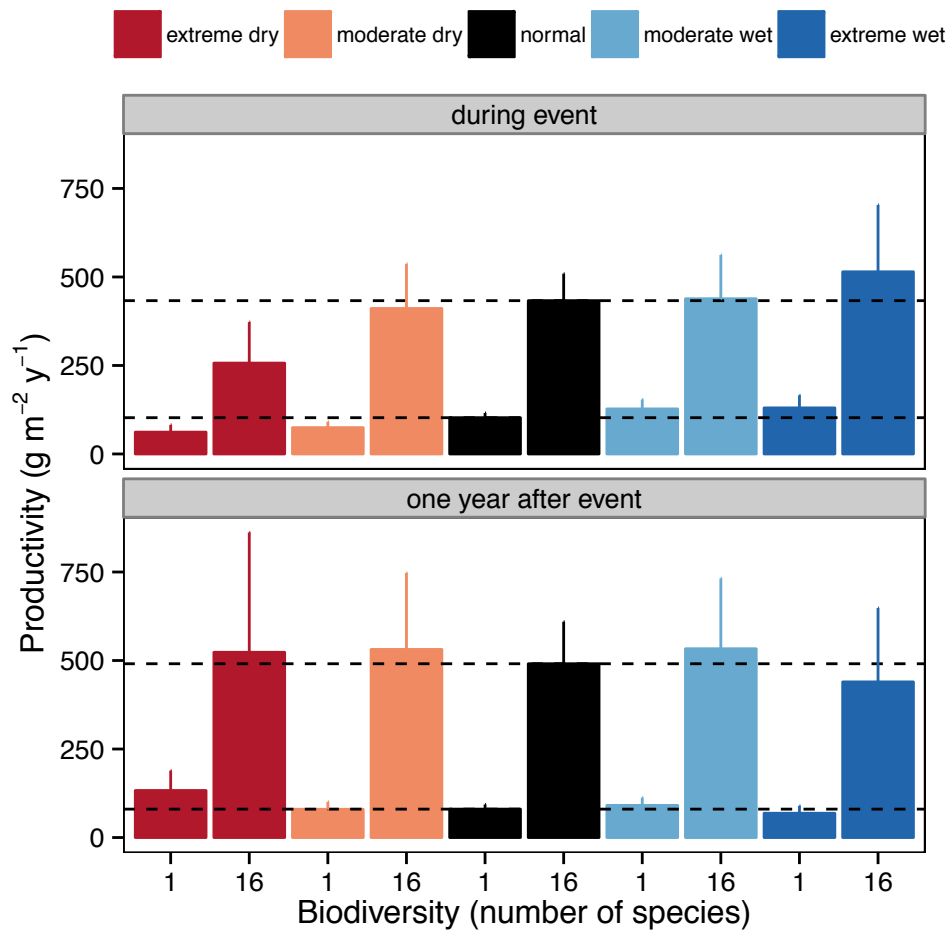 extreme dry moderate dry normal moderate wet extreme wet
during event
750
500
250
0
one year after event
750
500
250
0
Productivity (g m⁻² y⁻¹)
1 16 1 16 1 16 1 16 1 16
Biodiversity (number of species)